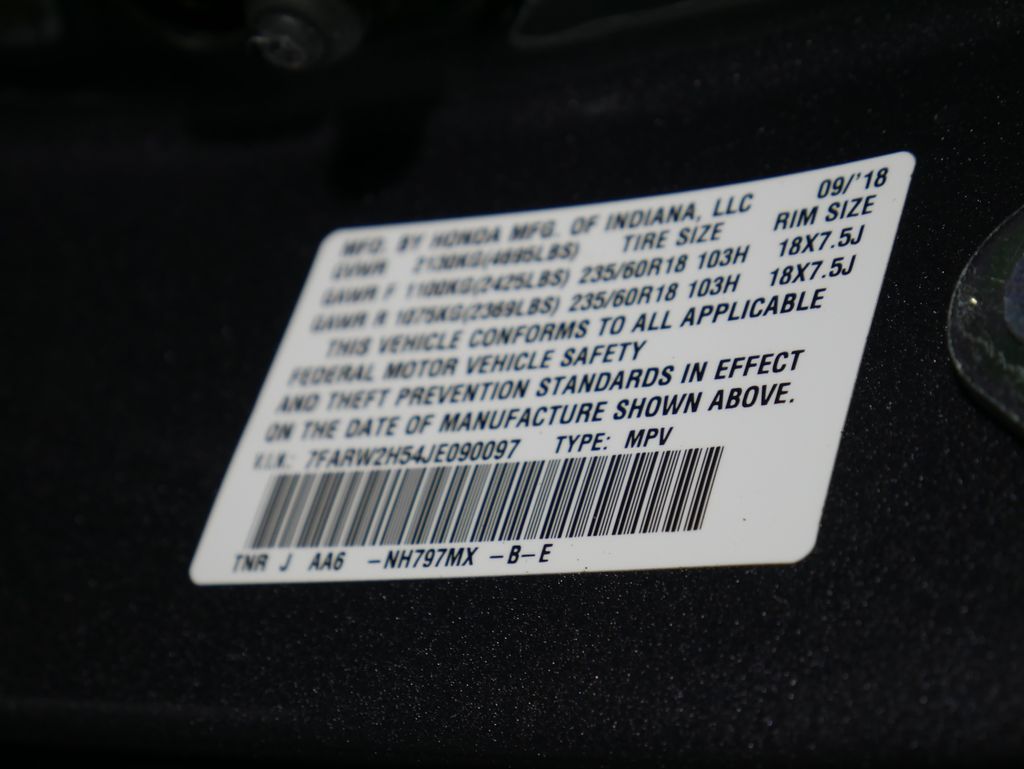 MFD. BY HONDA MFG. OF INDIANA, LLC 09/'18
GVWR 2130KG(4695LBS) TIRE SIZE RIM SIZE
GAWR F 1100KG(2425LBS) 235/60R18 103H 18X7.5J
GAWR R 1075KG(2369LBS) 235/60R18 103H 18X7.5J
THIS VEHICLE CONFORMS TO ALL APPLICABLE
FEDERAL MOTOR VEHICLE SAFETY
AND THEFT PREVENTION STANDARDS IN EFFECT
ON THE DATE OF MANUFACTURE SHOWN ABOVE.
V.I.N.: 7FARW2H54JE090097 TYPE: MPV
TNR J AA6 -NH797MX -B-E